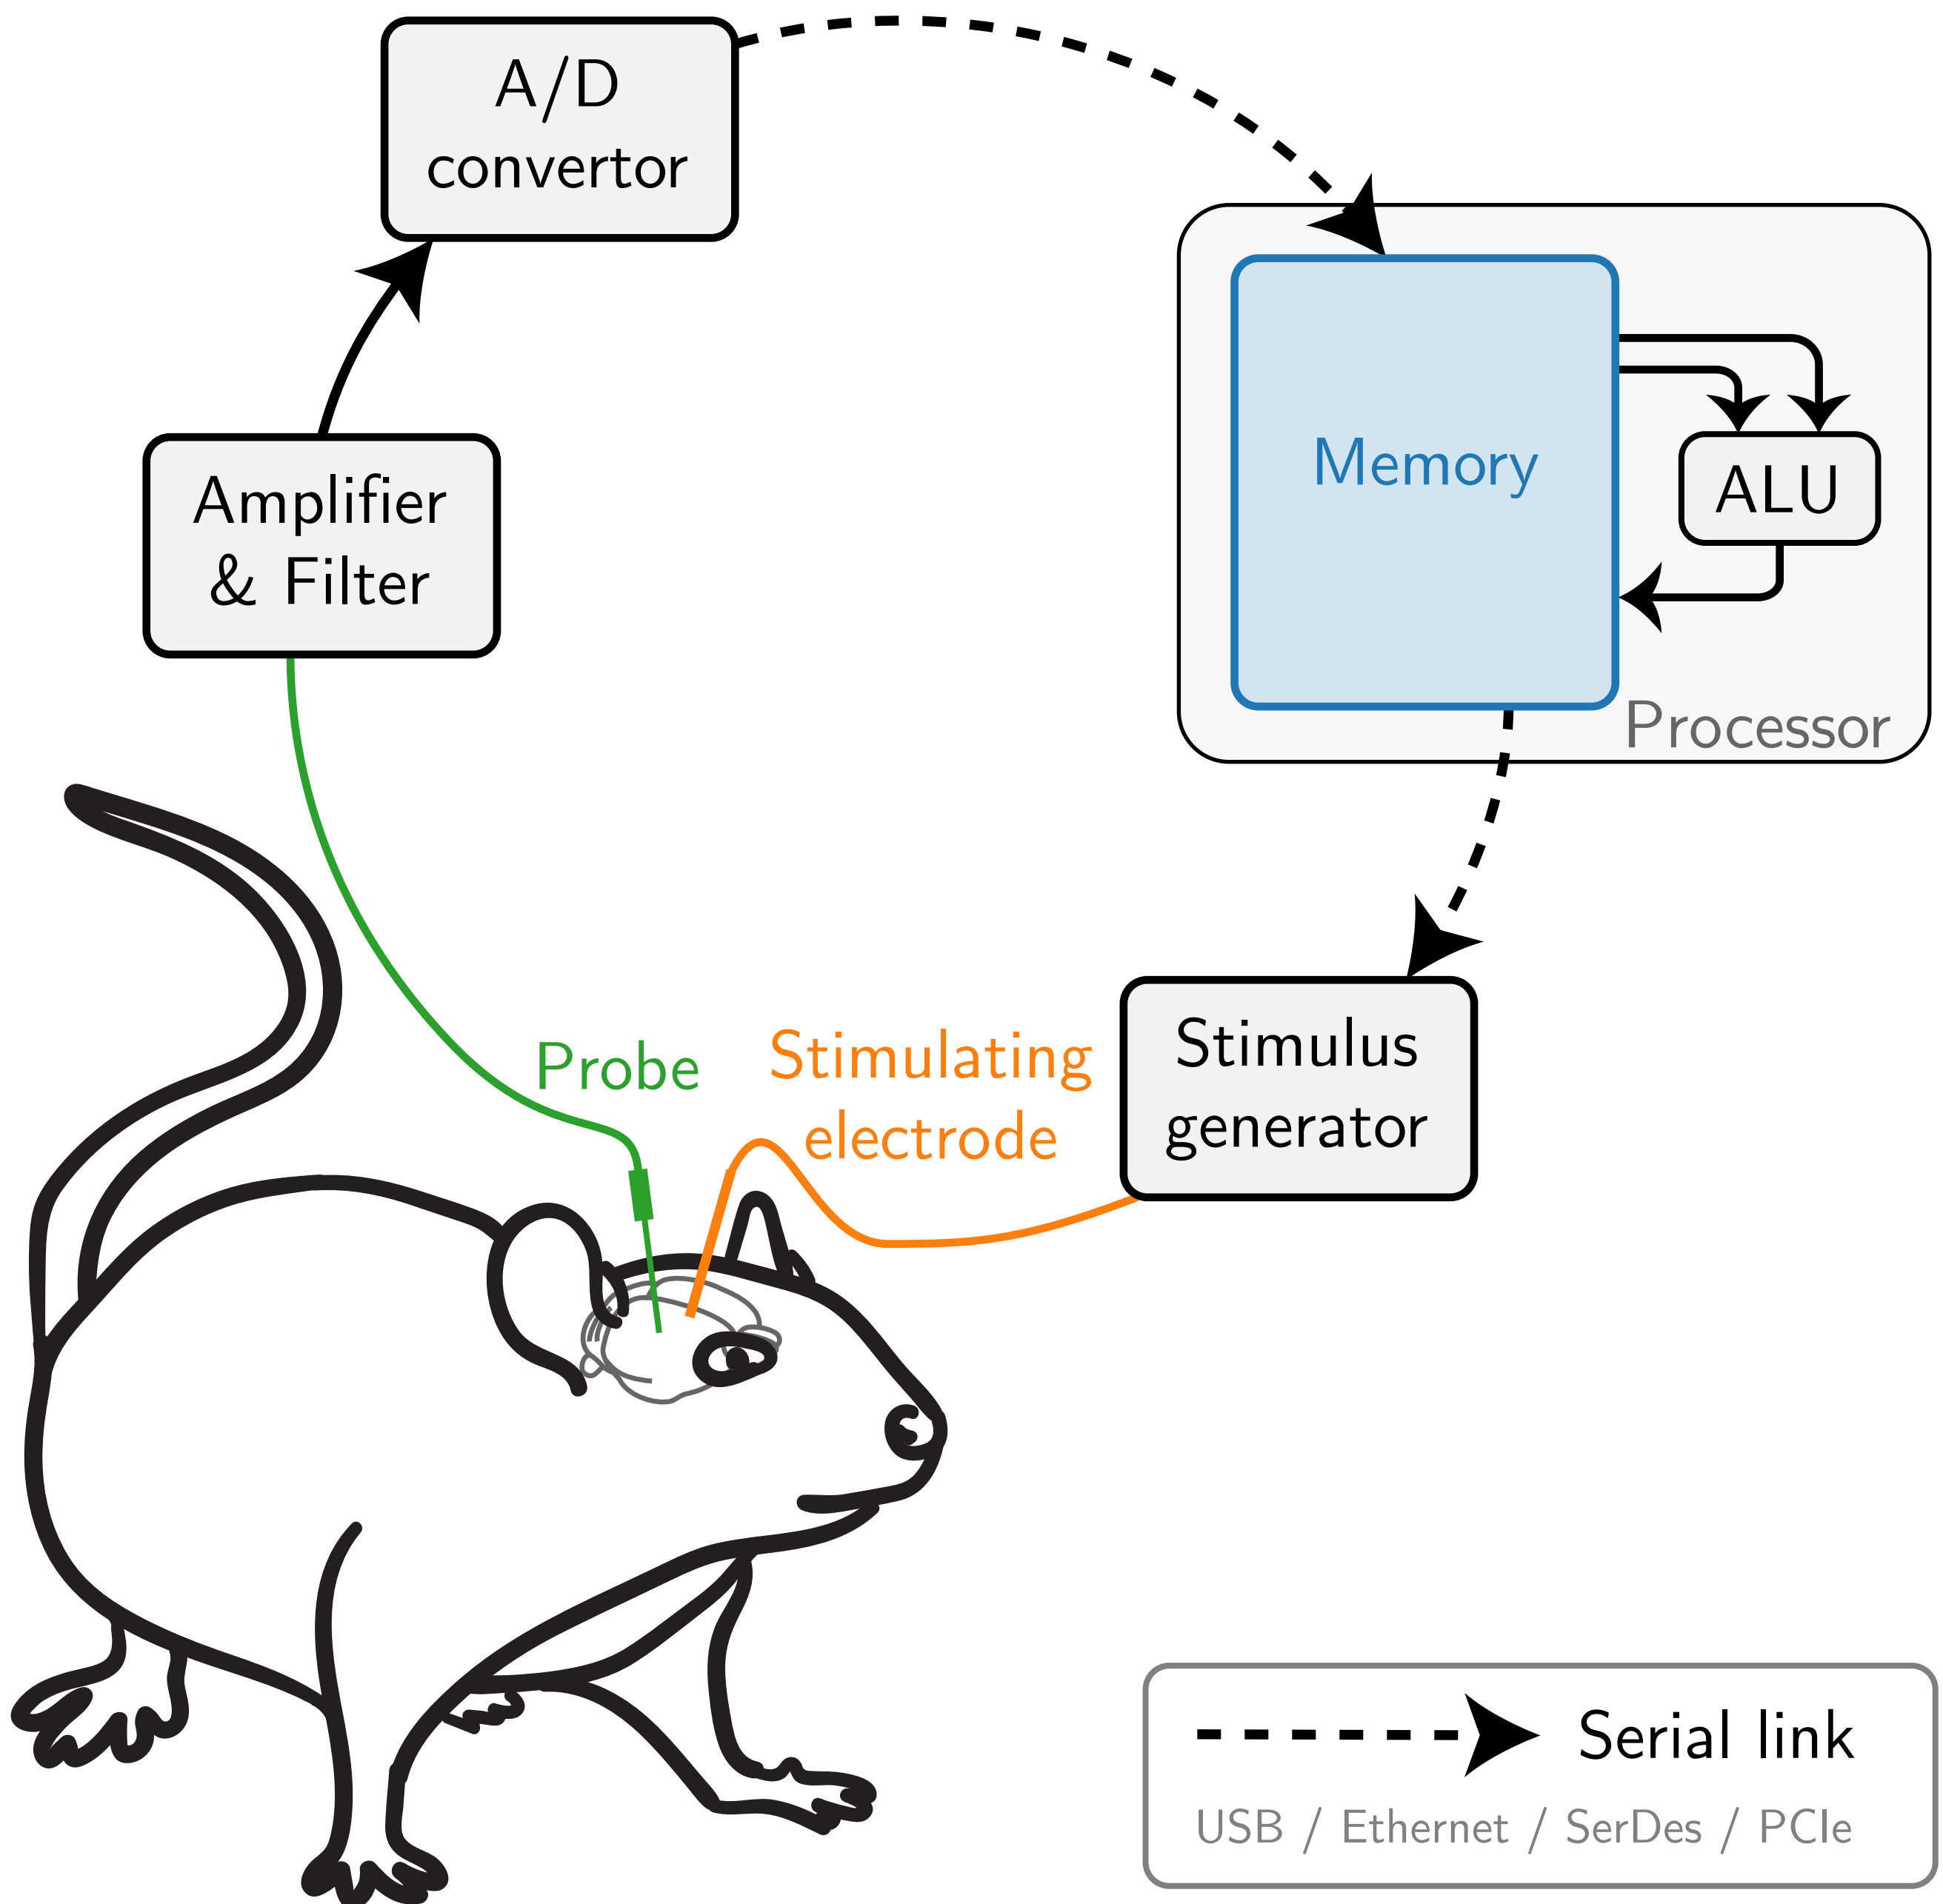 A/D
convertor
Amplifier
& Filter
Memory
ALU
Processor
Probe
Stimulating
electrode
Stimulus
generator
Serial link
USB / Ethernet / SerDes / PCIe